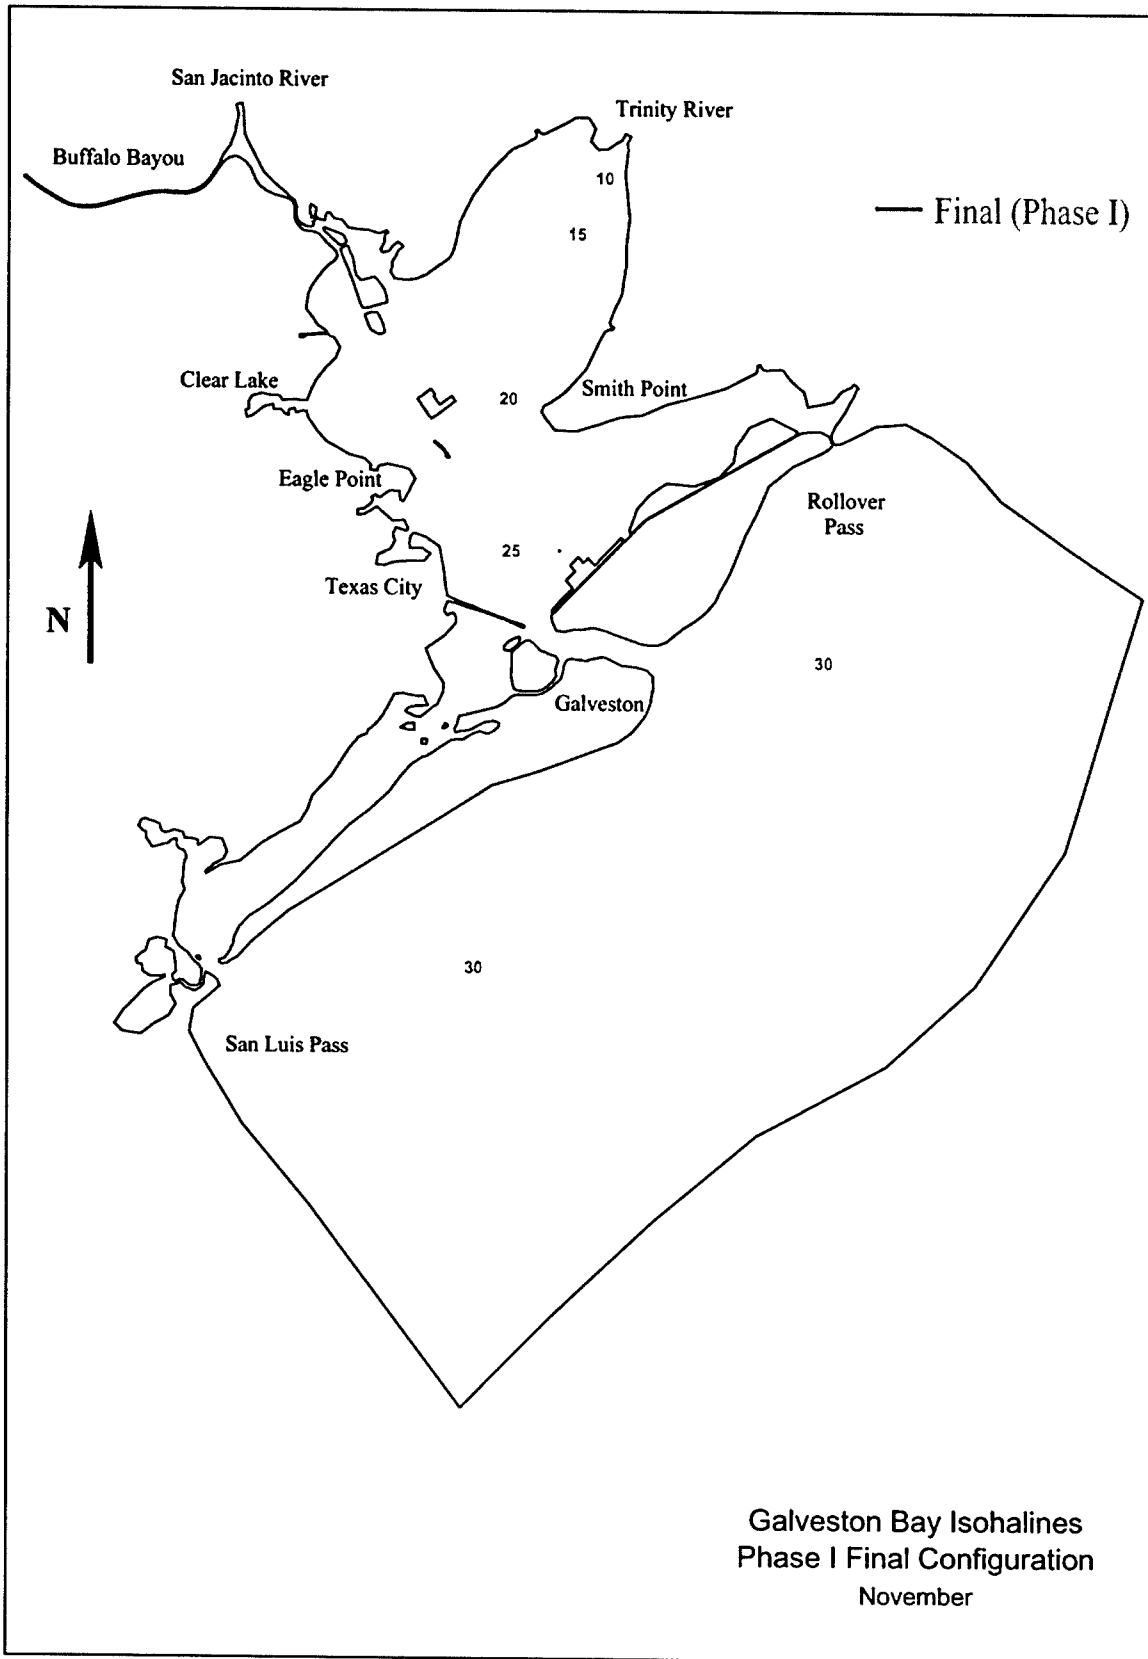 San Jacinto River
Trinity River
Buffalo Bayou
10
Final (Phase I)
15
Clear Lake
20
Smith Point
Eagle Point
Rollover
Pass
25
Texas City
N
30
Galveston
30
San Luis Pass
Galveston Bay Isohalines
Phase I Final Configuration
November